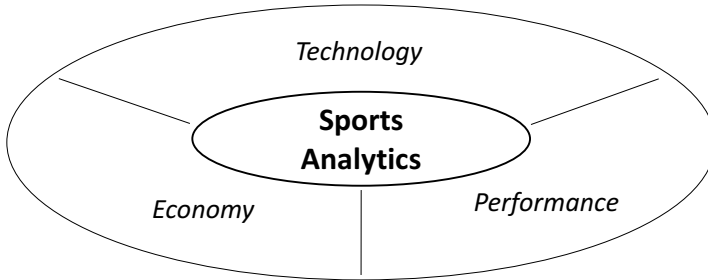 Technology
Sports
Analytics
Economy
Performance